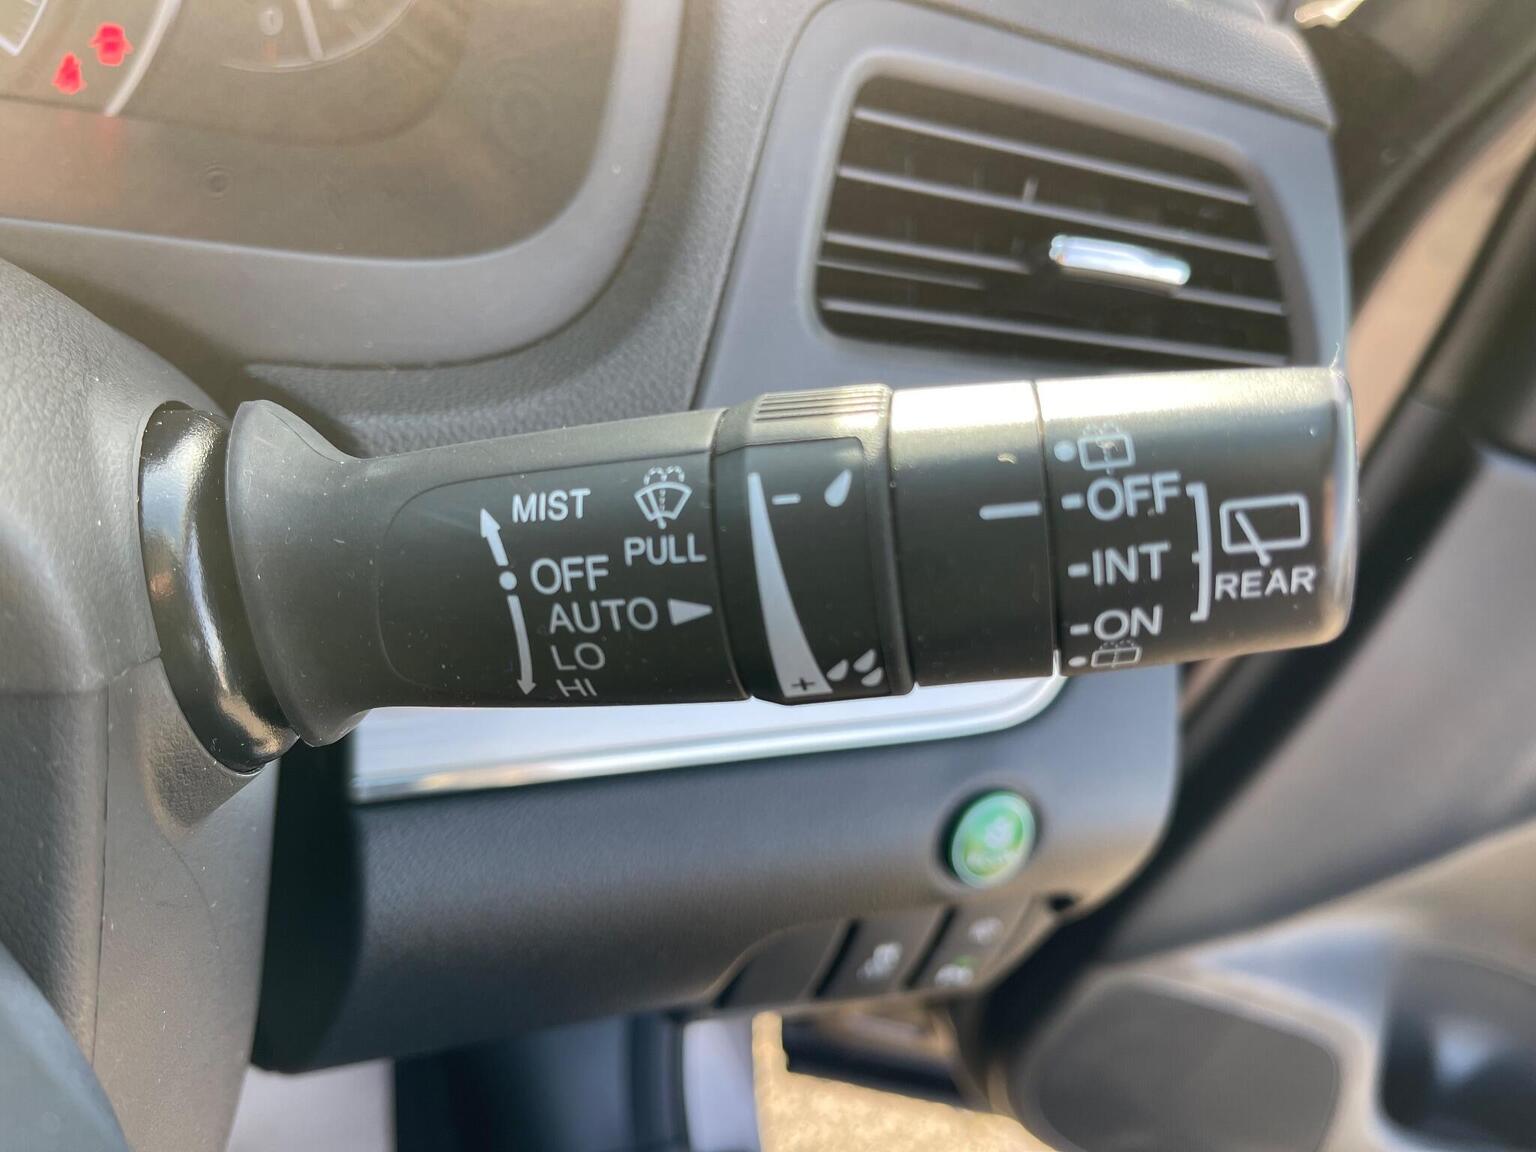 MIST
PULL
OFF
AUTO
LO
HI
-
+
OFF
INT
ON
REAR